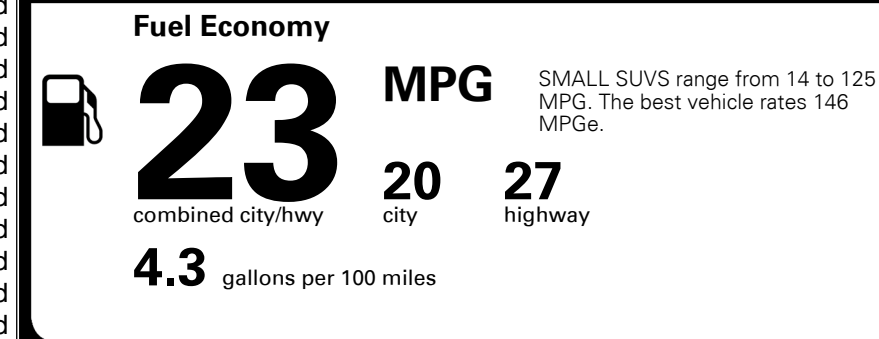 Fuel Economy
23
MPG
SMALL SUVS range from 14 to 125
MPG. The best vehicle rates 146
MPGe.
20
27
combined city/hwy
city
highway
4.3 gallons per 100 miles
d
d
d
d
d
d
d
d
d
d
d